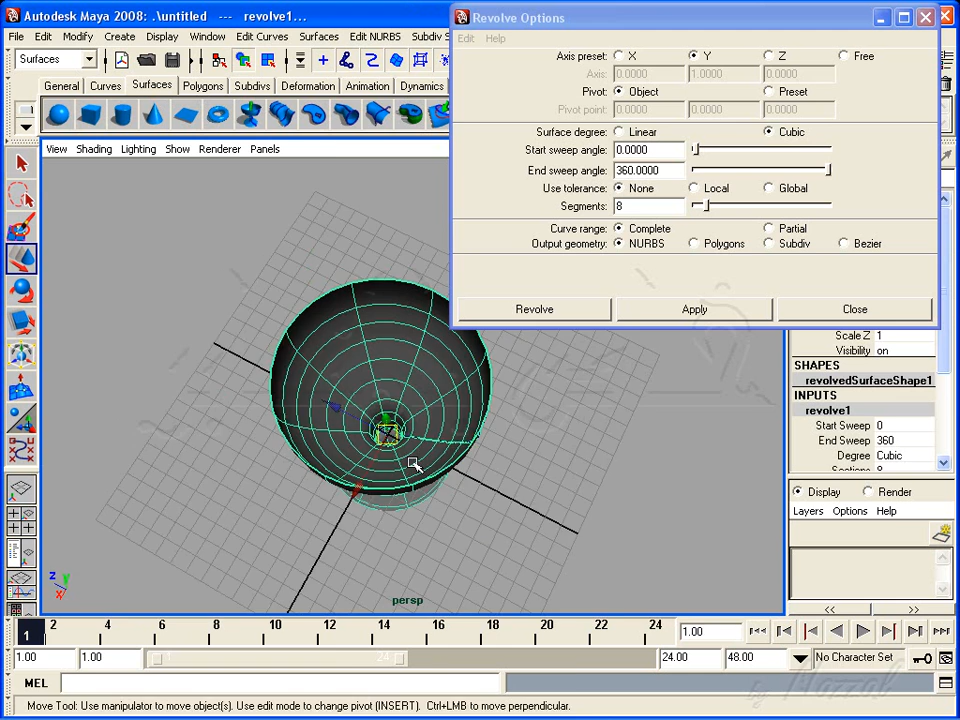 Autodesk Maya 2008: .\untitled   ---   revolve1...
File Edit Modify Create Display Window Edit Curves Surfaces Edit NURBS Subdiv S
Surfaces
General Curves Surfaces Polygons Subdivs Deformation Animation Dynamics
View Shading Lighting Show Renderer Panels
Revolve Options
Edit Help
Axis preset: X Y Z Free
Axis: 0.0000 1.0000 0.0000
Pivot: Object Preset
Pivot point: 0.0000 0.0000 0.0000
Surface degree: Linear Cubic
Start sweep angle: 0.0000
End sweep angle: 360.0000
Use tolerance: None Local Global
Segments: 8
Curve range: Complete Partial
Output geometry: NURBS Polygons Subdiv Bezier
Revolve Apply Close
Scale Z 1
Visibility on
SHAPES
revolvedSurfaceShape1
INPUTS
revolve1
Start Sweep 0
End Sweep 360
Degree Cubic
Sections 8
Display Render
Layers Options Help
<< >>
z y x
persp
1 2 4 6 8 10 12 14 16 18 20 22 24
1.00
1.00 1.00 1 24 24.00 48.00 No Character Set
MEL
by Nazzal
Move Tool: Use manipulator to move object(s). Use edit mode to change pivot (INSERT). Ctrl+LMB to move perpendicular.